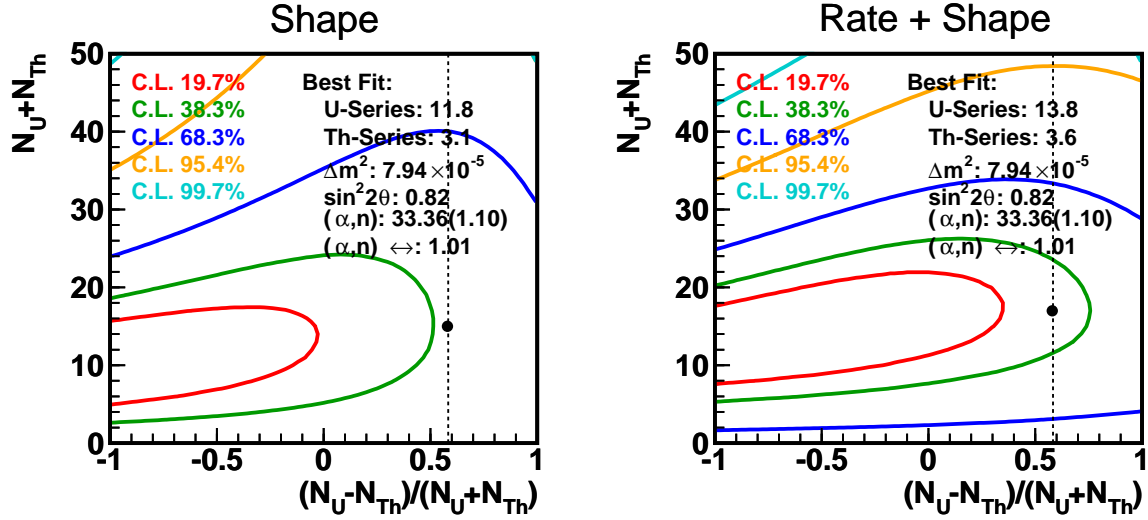 Shape
N_U+N_Th
50
40
30
20
10
0
C.L. 19.7%
C.L. 38.3%
C.L. 68.3%
C.L. 95.4%
C.L. 99.7%
Best Fit:
U-Series: 11.8
Th-Series: 3.1
Δm²: 7.94×10⁻⁵
sin²2θ: 0.82
(α,n): 33.36(1.10)
(α,n) ↔: 1.01
-1 -0.5 0 0.5 1
(N_U-N_Th)/(N_U+N_Th)
Rate + Shape
N_U+N_Th
50
40
30
20
10
0
C.L. 19.7%
C.L. 38.3%
C.L. 68.3%
C.L. 95.4%
C.L. 99.7%
Best Fit:
U-Series: 13.8
Th-Series: 3.6
Δm²: 7.94×10⁻⁵
sin²2θ: 0.82
(α,n): 33.36(1.10)
(α,n) ↔: 1.01
-1 -0.5 0 0.5 1
(N_U-N_Th)/(N_U+N_Th)